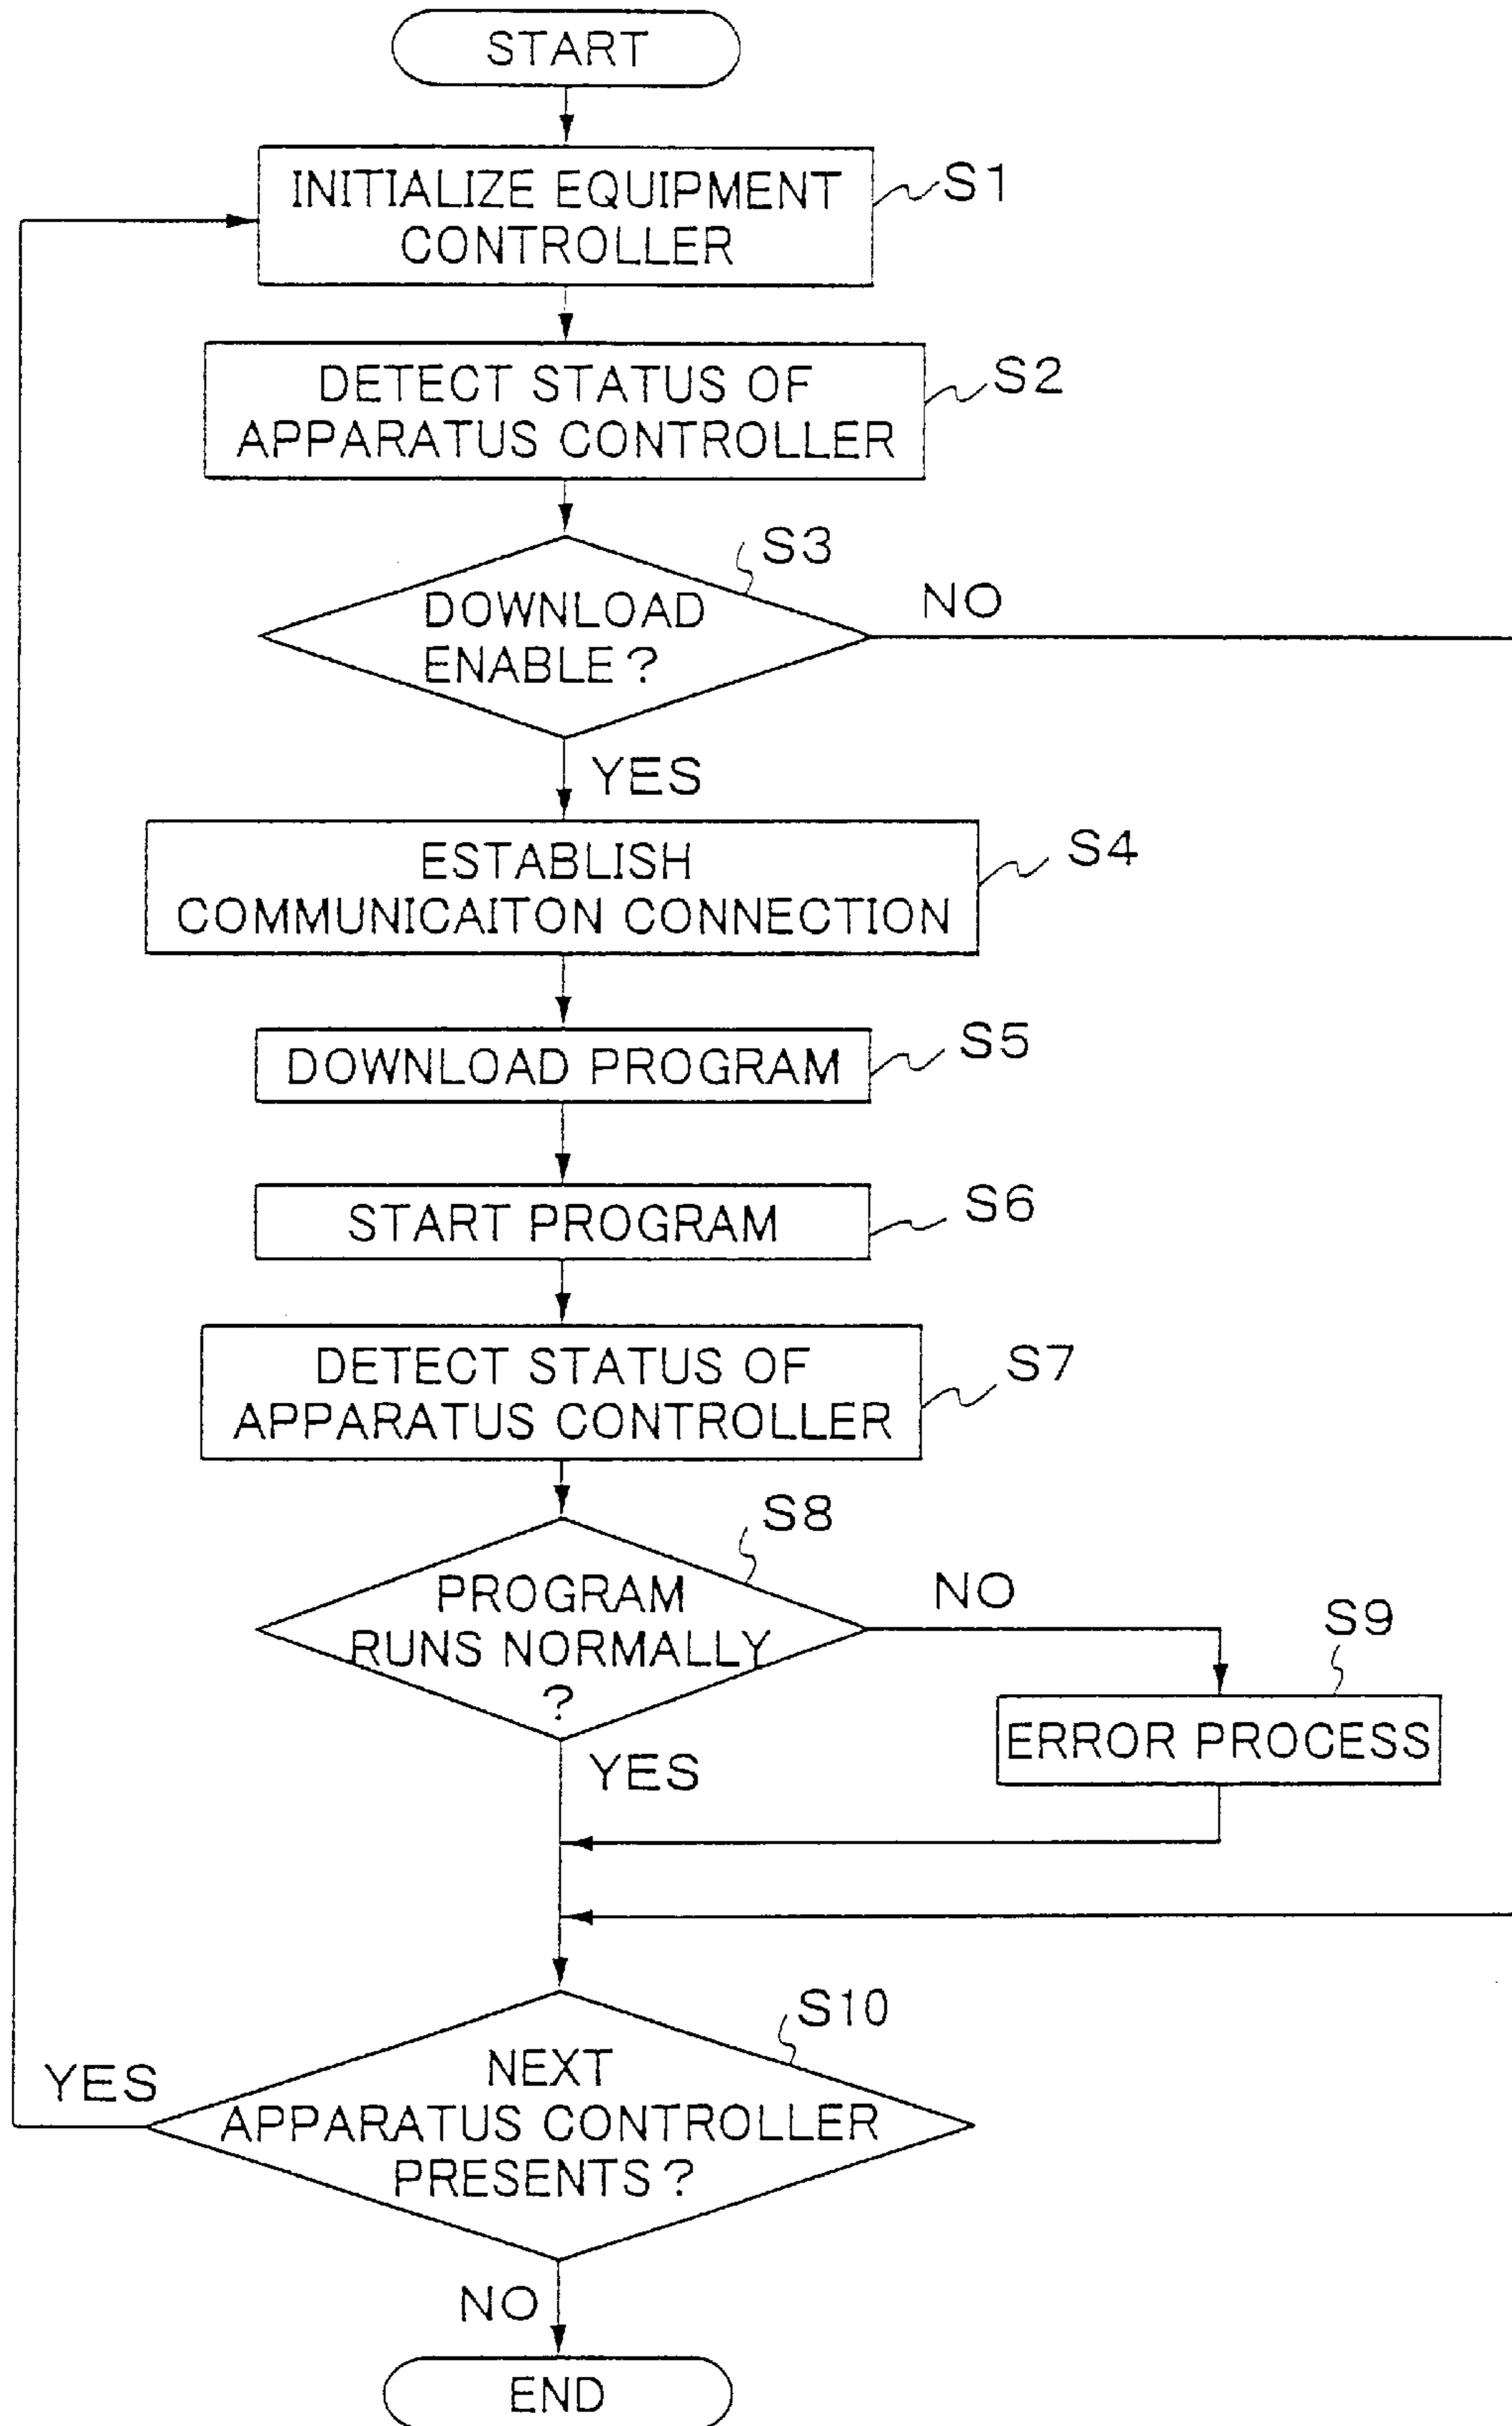 START
INITIALIZE EQUIPMENT
CONTROLLER
S1
DETECT STATUS OF
APPARATUS CONTROLLER
S2
S3
DOWNLOAD
ENABLE?
NO
YES
ESTABLISH
COMMUNICAITON CONNECTION
S4
DOWNLOAD PROGRAM
S5
START PROGRAM
S6
DETECT STATUS OF
APPARATUS CONTROLLER
S7
S8
PROGRAM
RUNS NORMALLY
?
NO
S9
ERROR PROCESS
YES
S10
NEXT
APPARATUS CONTROLLER
PRESENTS?
YES
NO
END